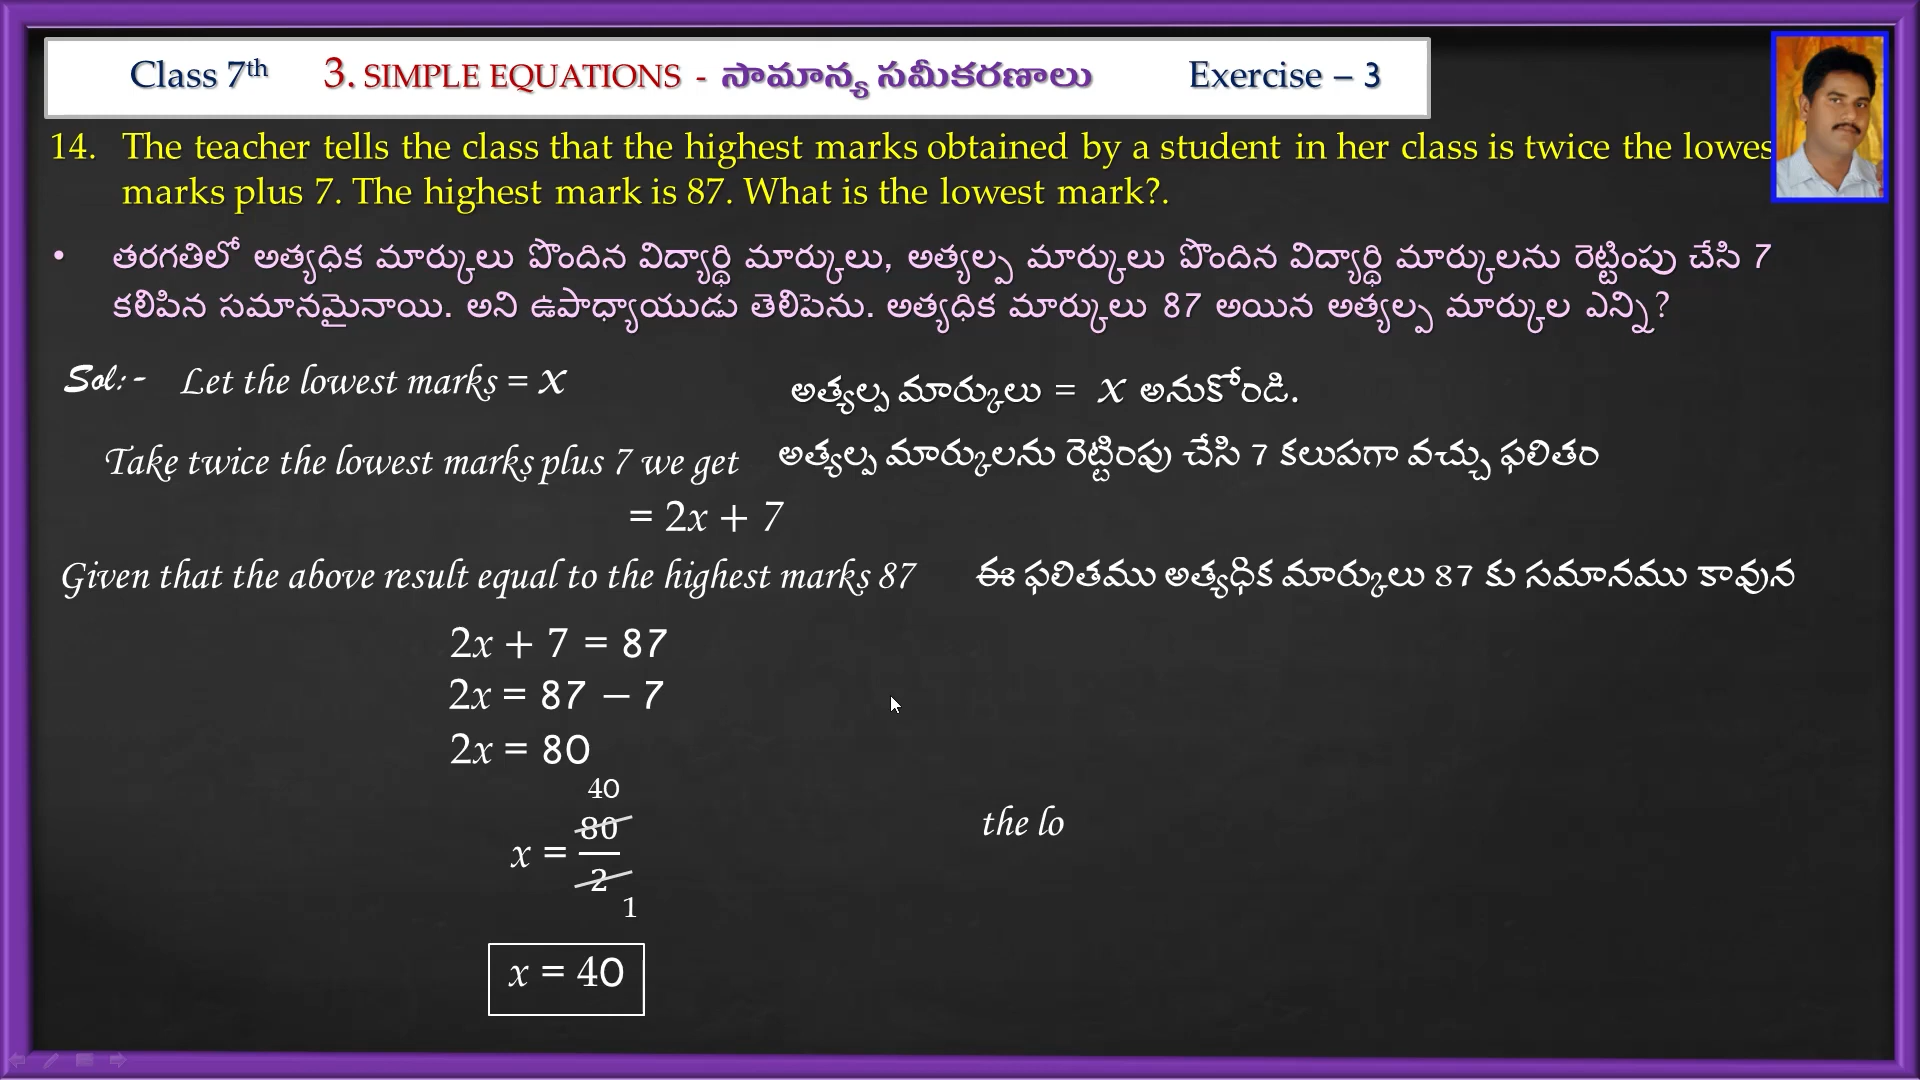 Class 7th 3. SIMPLE EQUATIONS - సామాన్య సమీకరణాలు Exercise – 3
14. The teacher tells the class that the highest marks obtained by a student in her class is twice the lowes
marks plus 7. The highest mark is 87. What is the lowest mark?.
• తరగతిలో అత్యధిక మార్కులు పొందిన విద్యార్థి మార్కులు, అత్యల్ప మార్కులు పొందిన విద్యార్థి మార్కులను రెట్టింపు చేసి 7
కలిపిన సమానమైనాయి. అని ఉపాధ్యాయుడు తెలిపెను. అత్యధిక మార్కులు 87 అయిన అత్యల్ప మార్కుల ఎన్ని?
Sol:- Let the lowest marks = x అత్యల్ప మార్కులు = x అనుకోండి.
Take twice the lowest marks plus 7 we get అత్యల్ప మార్కులను రెట్టింపు చేసి 7 కలుపగా వచ్చు ఫలితం
= 2x + 7
Given that the above result equal to the highest marks 87 ఈ ఫలితము అత్యధిక మార్కులు 87 కు సమానము కావున
2x + 7 = 87
2x = 87 – 7
2x = 80
40
x = 80/2
1
the lo
x = 40